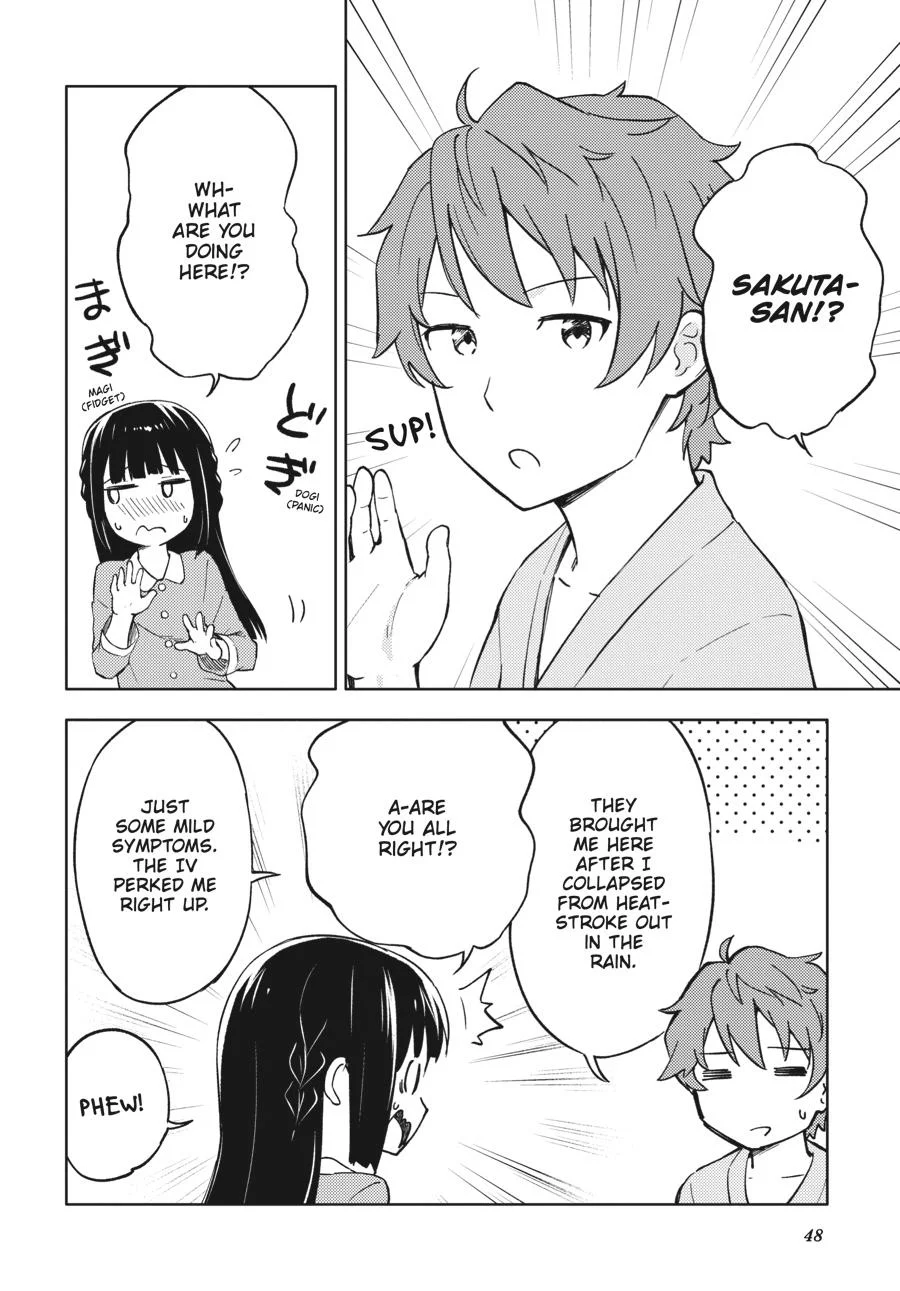 SAKUTA-
SAN!?
SUP!
WH-
WHAT
ARE YOU
DOING
HERE!?
どぎ
DOGI
(PANIC)
まぎ
MAGI
(FIDGET)
THEY
BROUGHT
ME HERE
AFTER I
COLLAPSED
FROM HEAT-
STROKE OUT
IN THE
RAIN.
A-ARE
YOU ALL
RIGHT!?
JUST
SOME MILD
SYMPTOMS.
THE IV
PERKED ME
RIGHT UP.
PHEW!
48